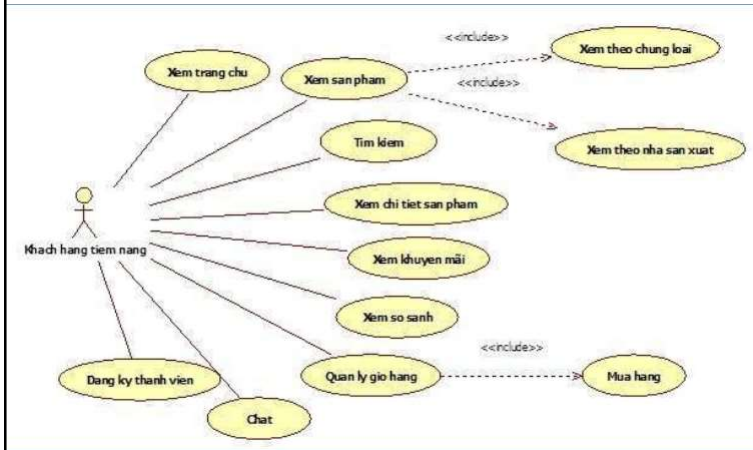 <<include>>
Xem theo chung loai
Xem trang chu
Xem san pham
<<include>>
Tim kiem
Xem theo nha san xuat
Xem chi tiet san pham
Khach hang tiem nang
Xem khuyen mãi
Xem so sanh
<<include>>
Dang ky thanh vien
Quan ly gio hang
Mua hang
Chat